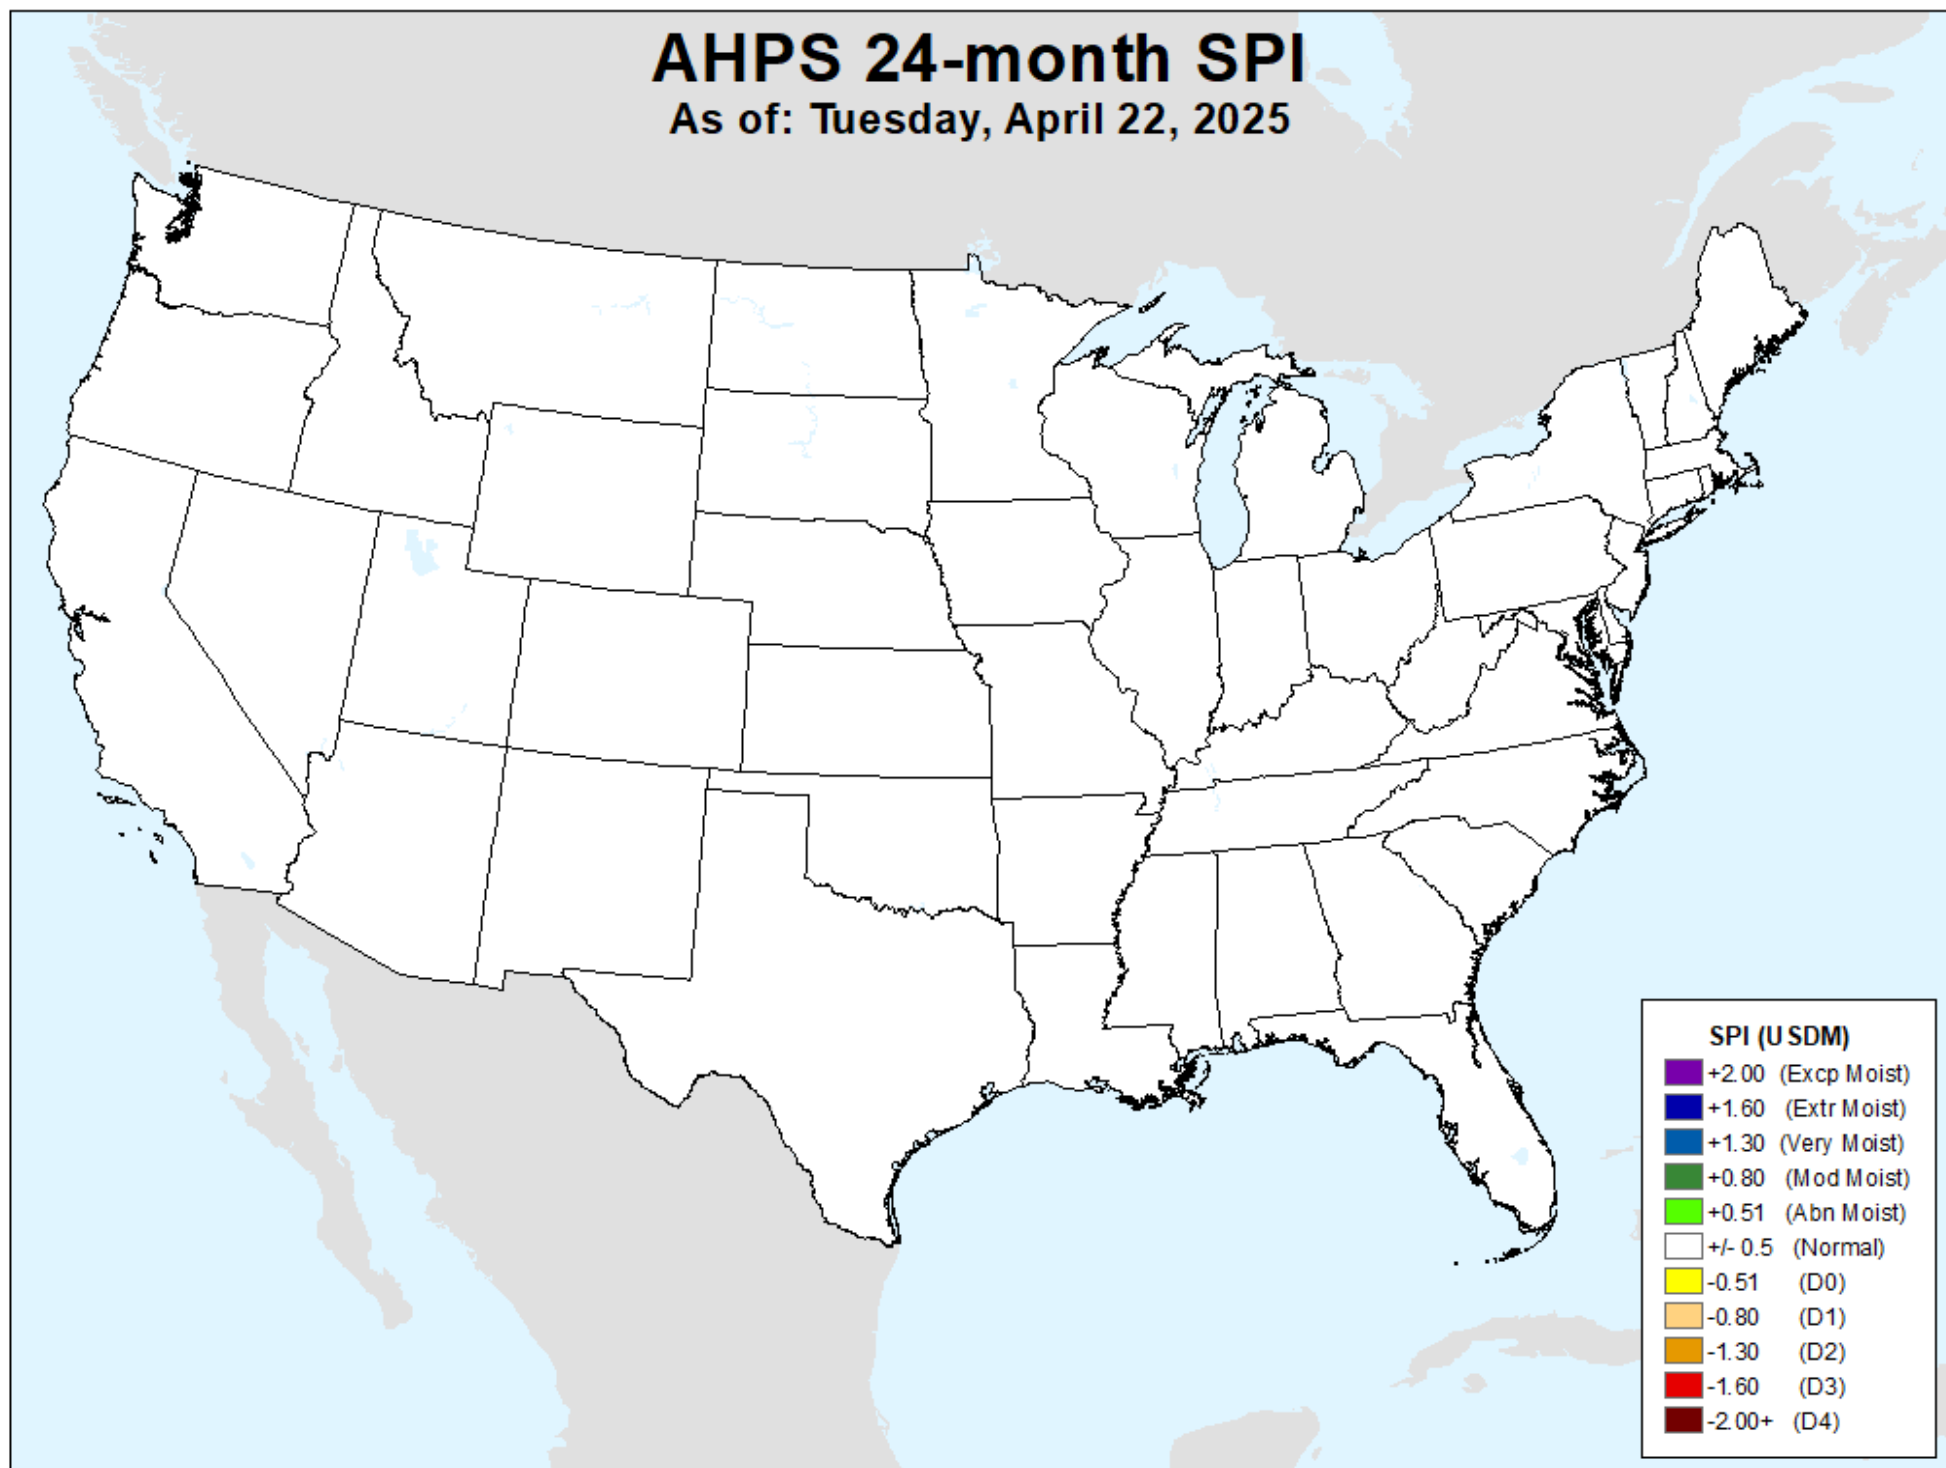 AHPS 24-month SPI
As of: Tuesday, April 22, 2025
SPI (USDM)
+2.00 (Excp Moist)
+1.60 (Extr Moist)
+1.30 (Very Moist)
+0.80 (Mod Moist)
+0.51 (Abn Moist)
+/- 0.5 (Normal)
-0.51 (D0)
-0.80 (D1)
-1.30 (D2)
-1.60 (D3)
-2.00+ (D4)